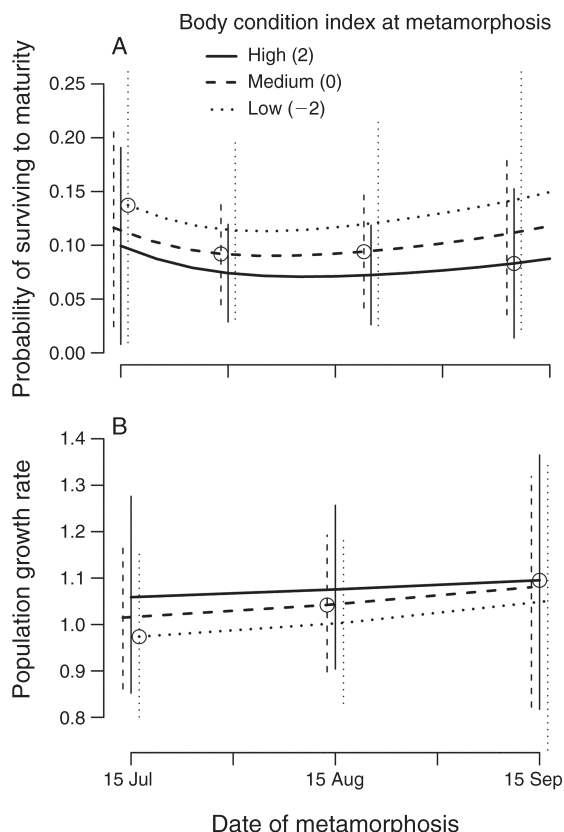 Body condition index at metamorphosis
A
High (2)
Medium (0)
Low (−2)
Probability of surviving to maturity
0.25
0.20
0.15
0.10
0.05
0.00
B
Population growth rate
1.4
1.3
1.2
1.1
1.0
0.9
0.8
15 Jul
15 Aug
15 Sep
Date of metamorphosis